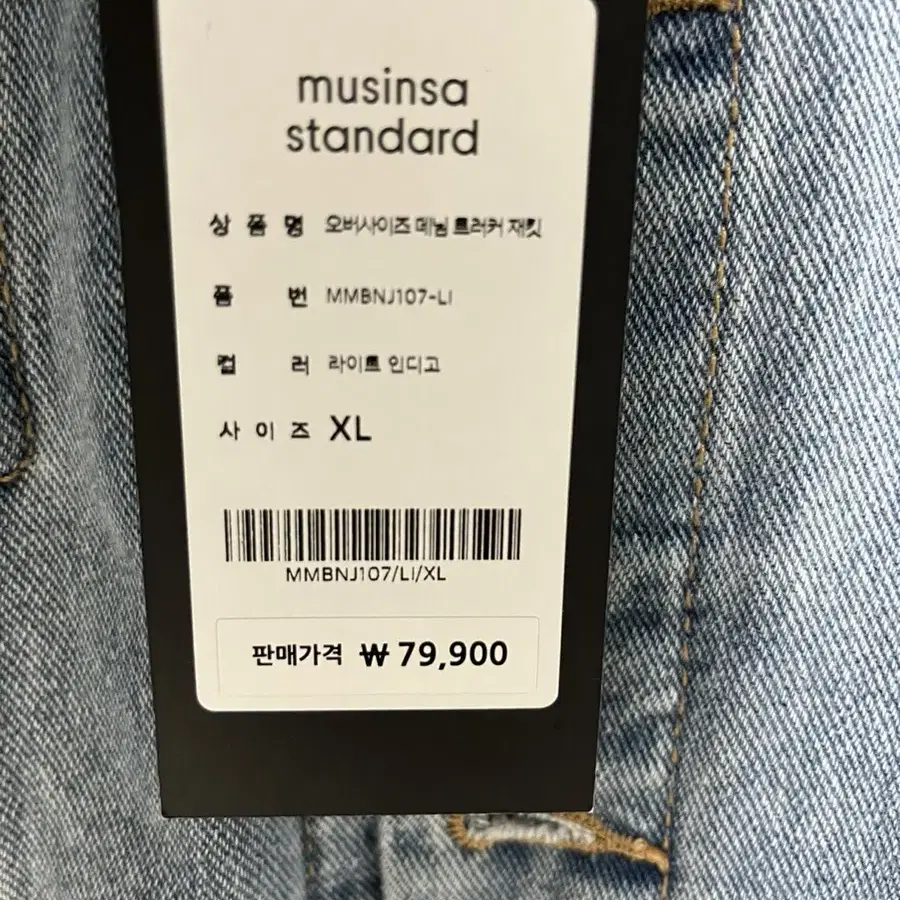 musinsa
standard
상 품 명 오버사이즈 데님 트러커 재킷
품 번 MMBNJ107-LI
컬 러 라이트 인디고
사 이 즈 XL
MMBNJ107/LI/XL
판매가격 ₩ 79,900